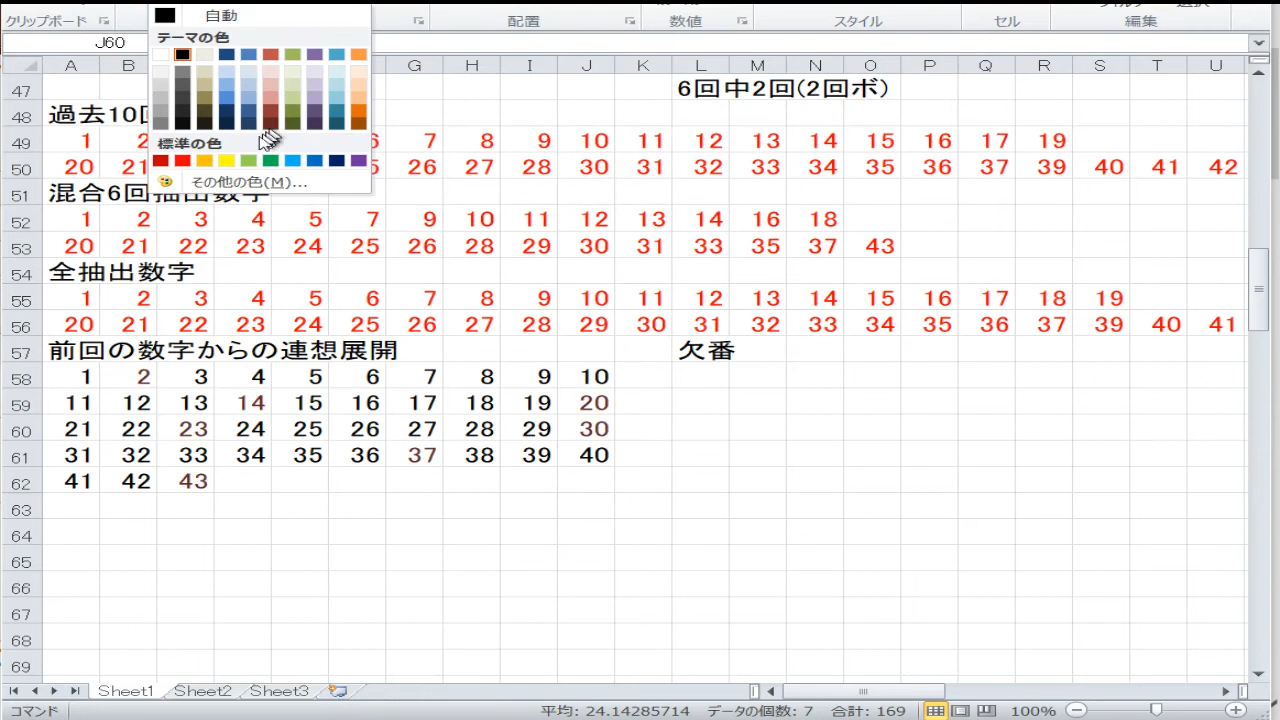 自動
クリップボード 配置 数値 スタイル セル 編集
テーマの色
J60
A B G H I J K L M N O P Q R S T U
47 6回中2回(2回ボ)
48 過去10回
49 1 2 6 7 8 9 10 11 12 13 14 15 16 17 18 19
標準の色
50 20 21 26 27 28 29 30 31 32 33 34 35 36 37 38 39 40 41 42
その他の色(M)...
51 混合6回抽出数字
52 1 2 3 4 5 7 9 10 11 12 13 14 16 18
53 20 21 22 23 24 25 26 28 29 30 31 33 35 37 43
54 全抽出数字
55 1 2 3 4 5 6 7 8 9 10 11 12 13 14 15 16 17 18 19
56 20 21 22 23 24 25 26 27 28 29 30 31 32 33 34 35 36 37 39 40 41
57 前回の数字からの連想展開 欠番
58 1 2 3 4 5 6 7 8 9 10
59 11 12 13 14 15 16 17 18 19 20
60 21 22 23 24 25 26 27 28 29 30
61 31 32 33 34 35 36 37 38 39 40
62 41 42 43
63
64
65
66
67
68
69
Sheet1 Sheet2 Sheet3
コマンド 平均: 24.14285714 データの個数: 7 合計: 169 100%